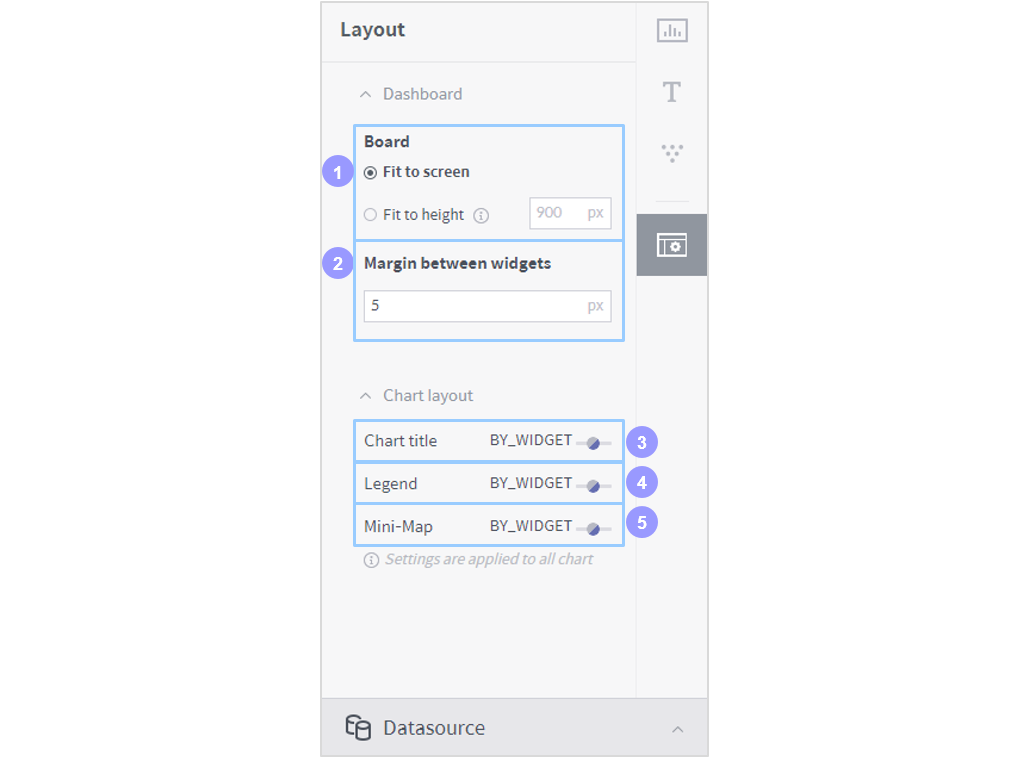 Layout
T
Dashboard
Board
1
Fit to screen
Fit to height 900 px
2
Margin between widgets
5 px
Chart layout
Chart title BY_WIDGET 3
Legend BY_WIDGET 4
Mini-Map BY_WIDGET 5
Settings are applied to all chart
Datasource